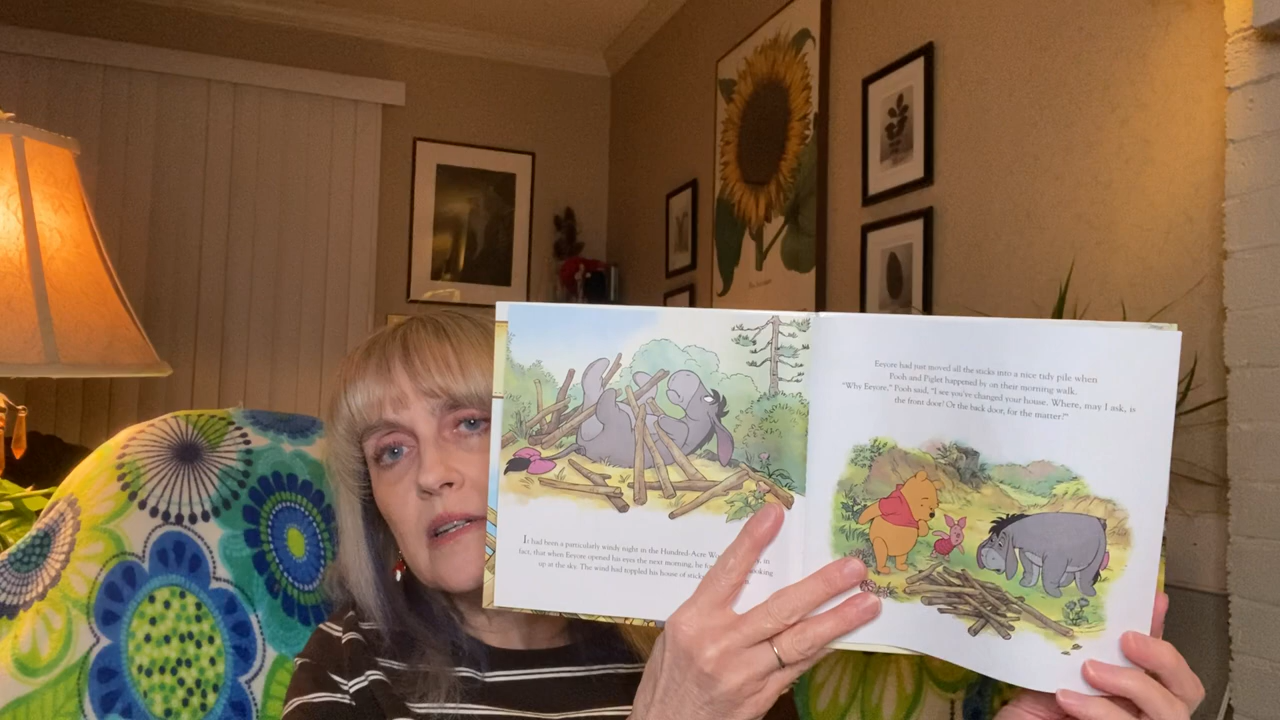 It had been a particularly windy night in the Hundred-Acre in
fact, that when Eeyore opened his eyes the next morning, he looking
up at the sky. The wind had toppled his house of sticks
Eeyore had just moved all the sticks into a nice tidy pile when
Pooh and Piglet happened by on their morning walk.
"Why Eeyore," Pooh said, "I see you've changed your house. Where, may I ask, is
the front door? Or the back door, for the matter?"